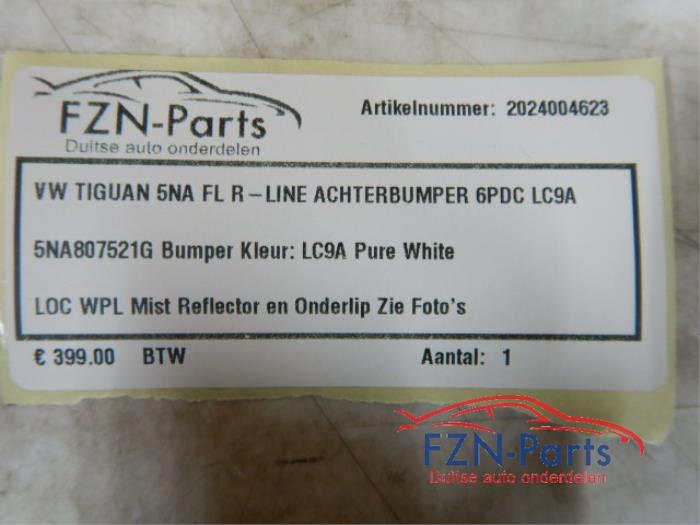 FZN-Parts
Duitse auto onderdelen
Artikelnummer: 2024004623
VW TIGUAN 5NA FL R-LINE ACHTERBUMPER 6PDC LC9A
5NA807521G Bumper Kleur: LC9A Pure White
LOC WPL Mist Reflector en Onderlip Zie Foto's
€ 399.00 BTW Aantal: 1
FZN-Parts
Duitse auto onderdelen